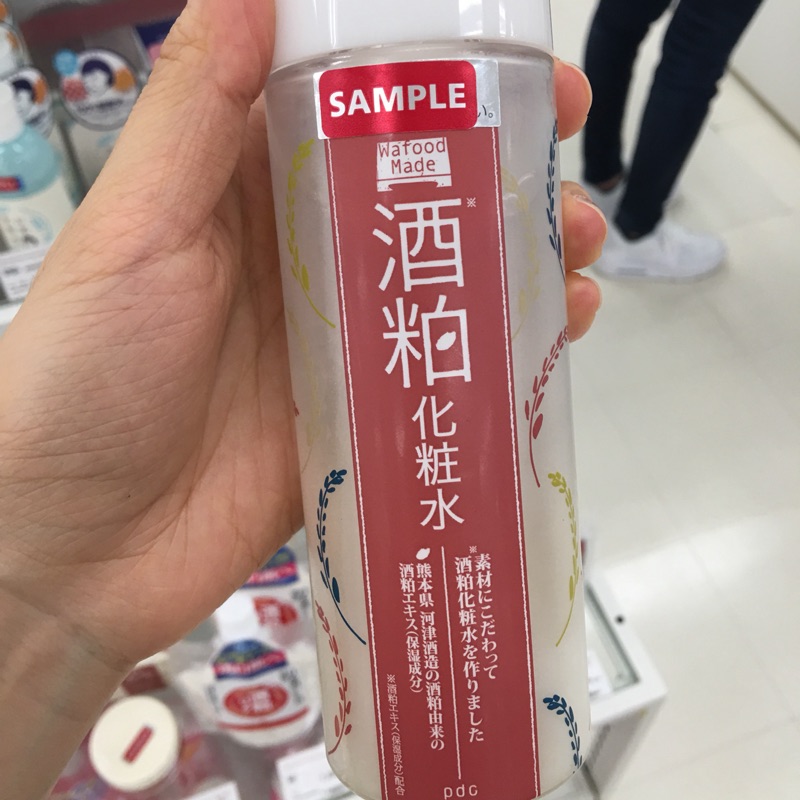 SAMPLE
い。
Wafood
Made
※
酒粕
化粧水
※素材にこだわって
酒粕化粧水を作りました
熊本県 河津酒造の酒粕由来の
酒粕エキス(保湿成分)
※酒粕エキス(保湿成分)配合
pdc